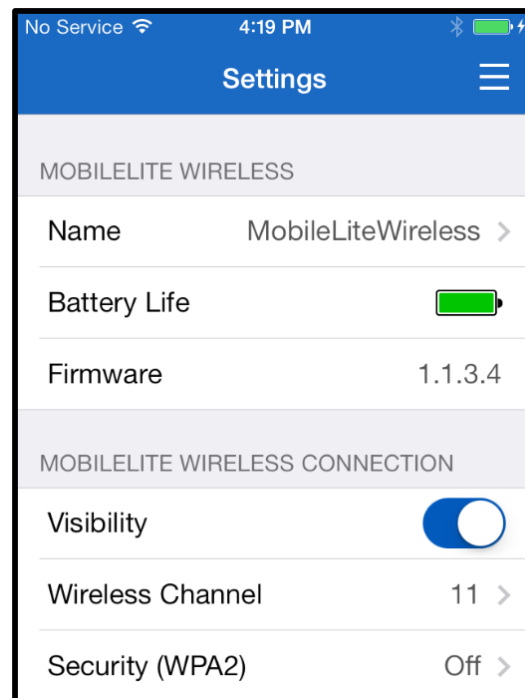 No Service 4:19 PM
Settings
MOBILELITE WIRELESS
Name MobileLiteWireless
Battery Life
Firmware 1.1.3.4
MOBILELITE WIRELESS CONNECTION
Visibility
Wireless Channel 11
Security (WPA2) Off